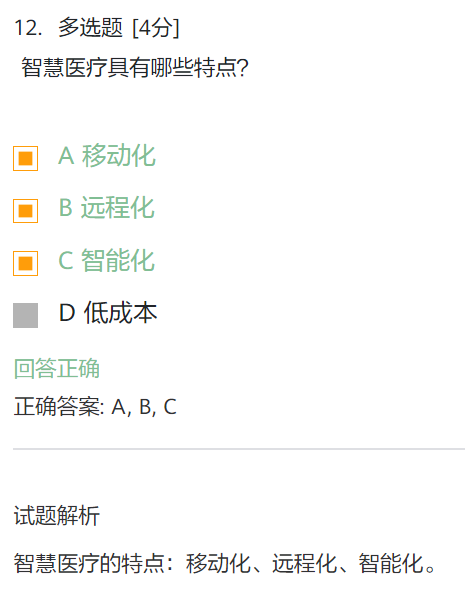 12. 多选题 [4分]
智慧医疗具有哪些特点?
A 移动化
B 远程化
C 智能化
D 低成本
回答正确
正确答案: A, B, C
试题解析
智慧医疗的特点：移动化、远程化、智能化。